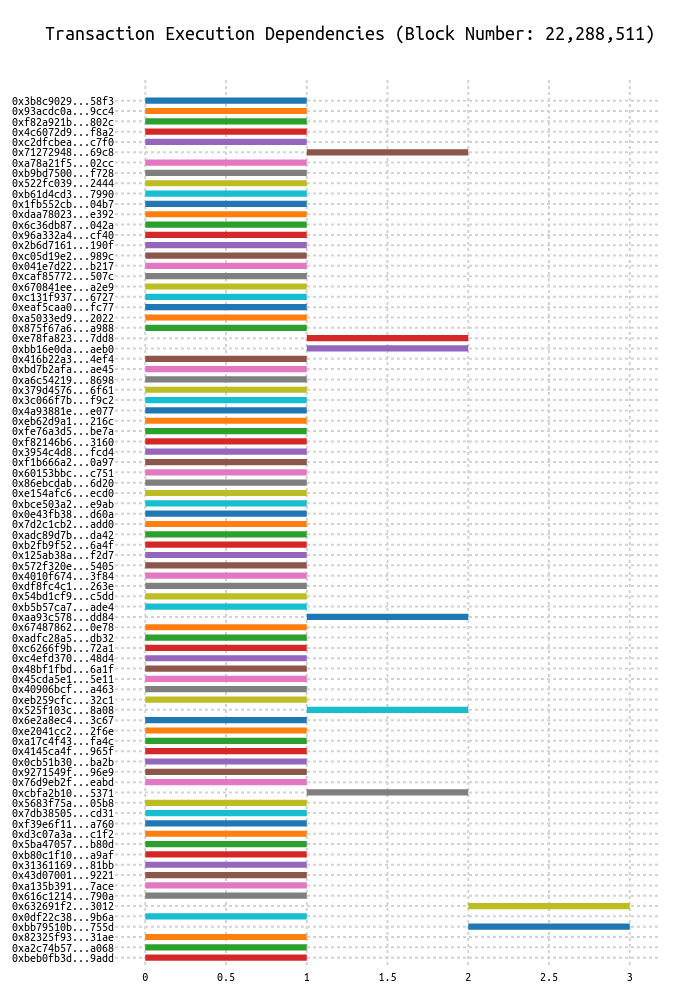 Transaction Execution Dependencies (Block Number: 22,288,511)
0x3b8c9029...58f3
0x93acdc0a...9cc4
0xf82a921b...802c
0x4c6072d9...f8a2
0xc2dfcbea...c7f0
0x71272948...69c8
0xa78a21f5...02cc
0xb9bd7500...f728
0x522fc039...2444
0xb61d4cd3...7990
0x1fb552cb...04b7
0xdaa78023...e392
0x6c36db87...042a
0x96a332a4...cf40
0x2b6d7161...190f
0xc05d19e2...989c
0x041e7d22...b217
0xcaf85772...507c
0x670841ee...a2e9
0xc131f937...6727
0xeaf5caa0...fc77
0xa5033ed9...2022
0x875f67a6...a988
0xe78fa823...7dd8
0xbb16e0da...aeb0
0x416b22a3...4ef4
0xbd7b2afa...ae45
0xa6c54219...8698
0x379d4576...6f61
0x3c066f7b...f9c2
0x4a93881e...e077
0xeb62d9a1...216c
0xfe76a3d5...be7a
0xf82146b6...3160
0x3954c4d8...fcd4
0xf1b666a2...0a97
0x60153bbc...c751
0x86ebcdab...6d20
0xe154afc6...ecd0
0xbce503a2...e9ab
0x0e43fb38...d60a
0x7d2c1cb2...add0
0xadc89d7b...da42
0xb2fb9f52...6a4f
0x125ab38a...f2d7
0x572f320e...5405
0x4010f674...3f84
0xdf8fc4c1...263e
0x54bd1cf9...c5dd
0xb5b57ca7...ade4
0xaa93c578...dd84
0x67487862...0e78
0xadfc28a5...db32
0xc6266f9b...72a1
0xc4efd370...48d4
0x48bf1fbd...6a1f
0x45cda5e1...5e11
0x40906bcf...a463
0xeb259cfc...32c1
0x525f103c...8a08
0x6e2a8ec4...3c67
0xe2041cc2...2f6e
0xa17c4f43...fa4c
0x4145ca4f...965f
0x0cb51b30...ba2b
0x9271549f...96e9
0x76d9eb2f...eabd
0xcbfa2b10...5371
0x5683f75a...05b8
0x7db38505...cd31
0xf39e6f11...a760
0xd3c07a3a...c1f2
0x5ba47057...b80d
0xb80c1f10...a9af
0x31361169...81bb
0x43d07001...9221
0xa135b391...7ace
0x616c1214...790a
0x632691f2...3012
0x0df22c38...9b6a
0xbb79510b...755d
0x82325f93...31ae
0xa2c74b57...a068
0xbeb0fb3d...9add
0 0.5 1 1.5 2 2.5 3